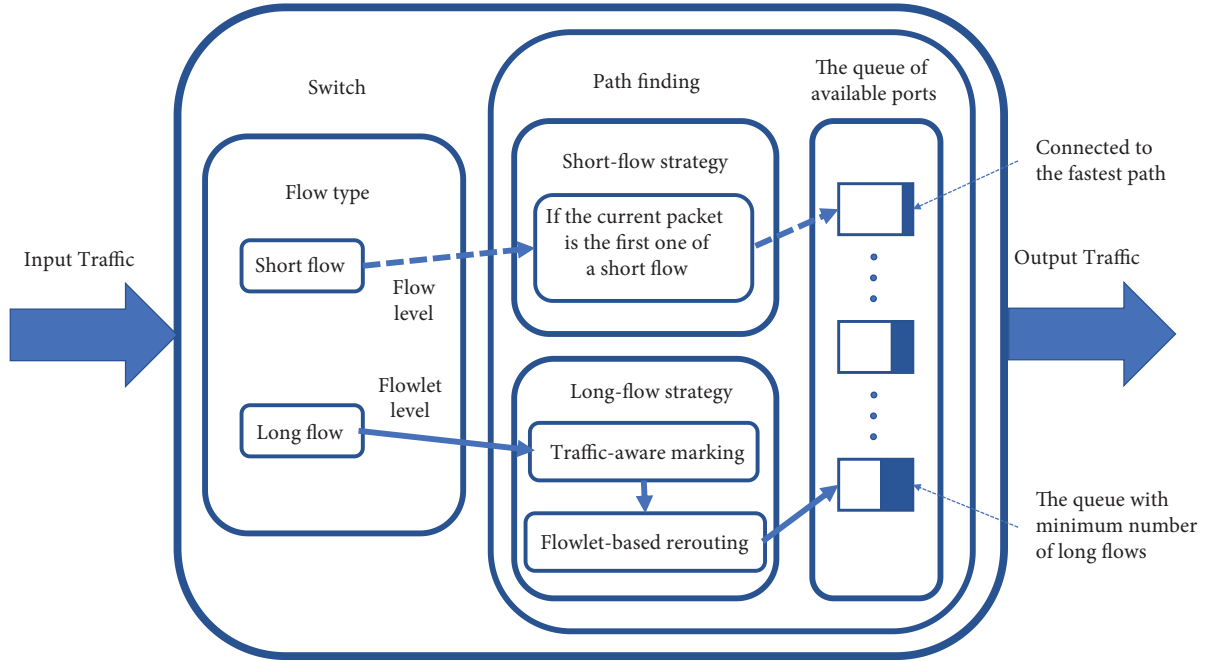 Switch
Path finding
The queue of
available ports
Input Traffic
Flow type
Short flow
Flow
level
Long flow
Flowlet
level
Short-flow strategy
If the current packet
is the first one of
a short flow
Long-flow strategy
Traffic-aware marking
Flowlet-based rerouting
Connected to
the fastest path
Output Traffic
The queue with
minimum number
of long flows